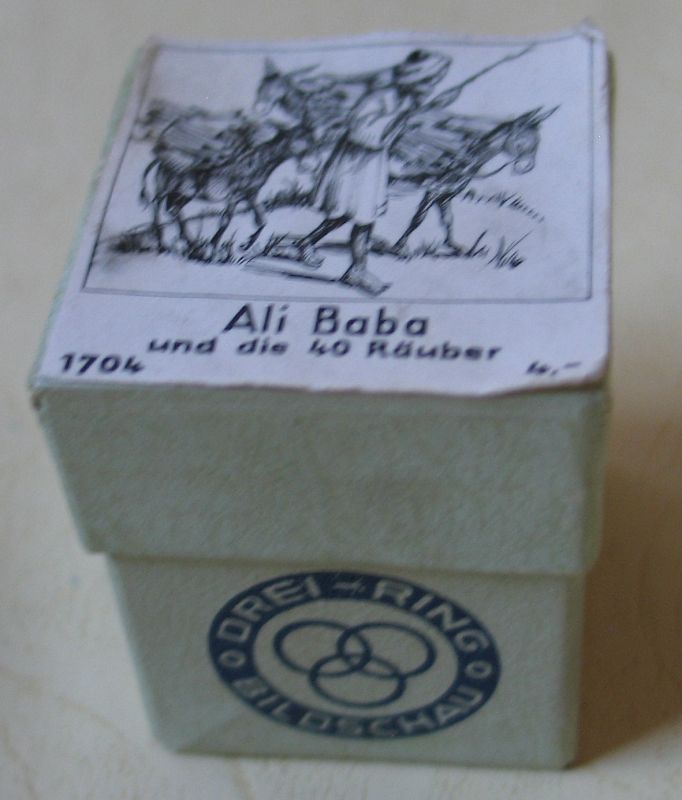 Ali Baba
und die 40 Räuber
1704
4,-
DREI-RING
BILDSCHAU